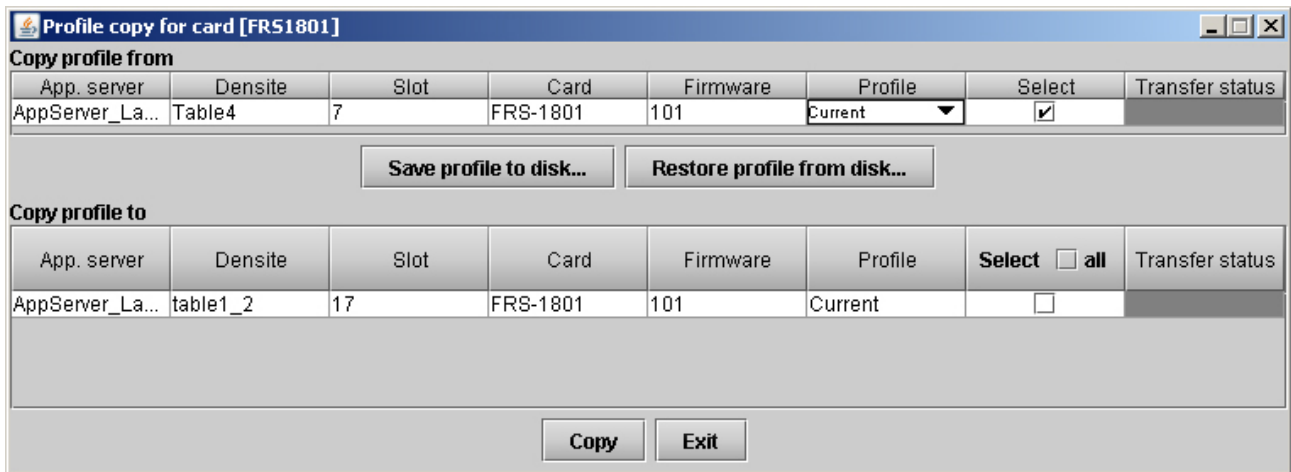 Profile copy for card [FRS1801]
Copy profile from
App. server Densite Slot Card Firmware Profile Select Transfer status
AppServer_La... Table4 7 FRS-1801 101 Current
Save profile to disk... Restore profile from disk...
Copy profile to
App. server Densite Slot Card Firmware Profile Select all Transfer status
AppServer_La... table1_2 17 FRS-1801 101 Current
Copy Exit